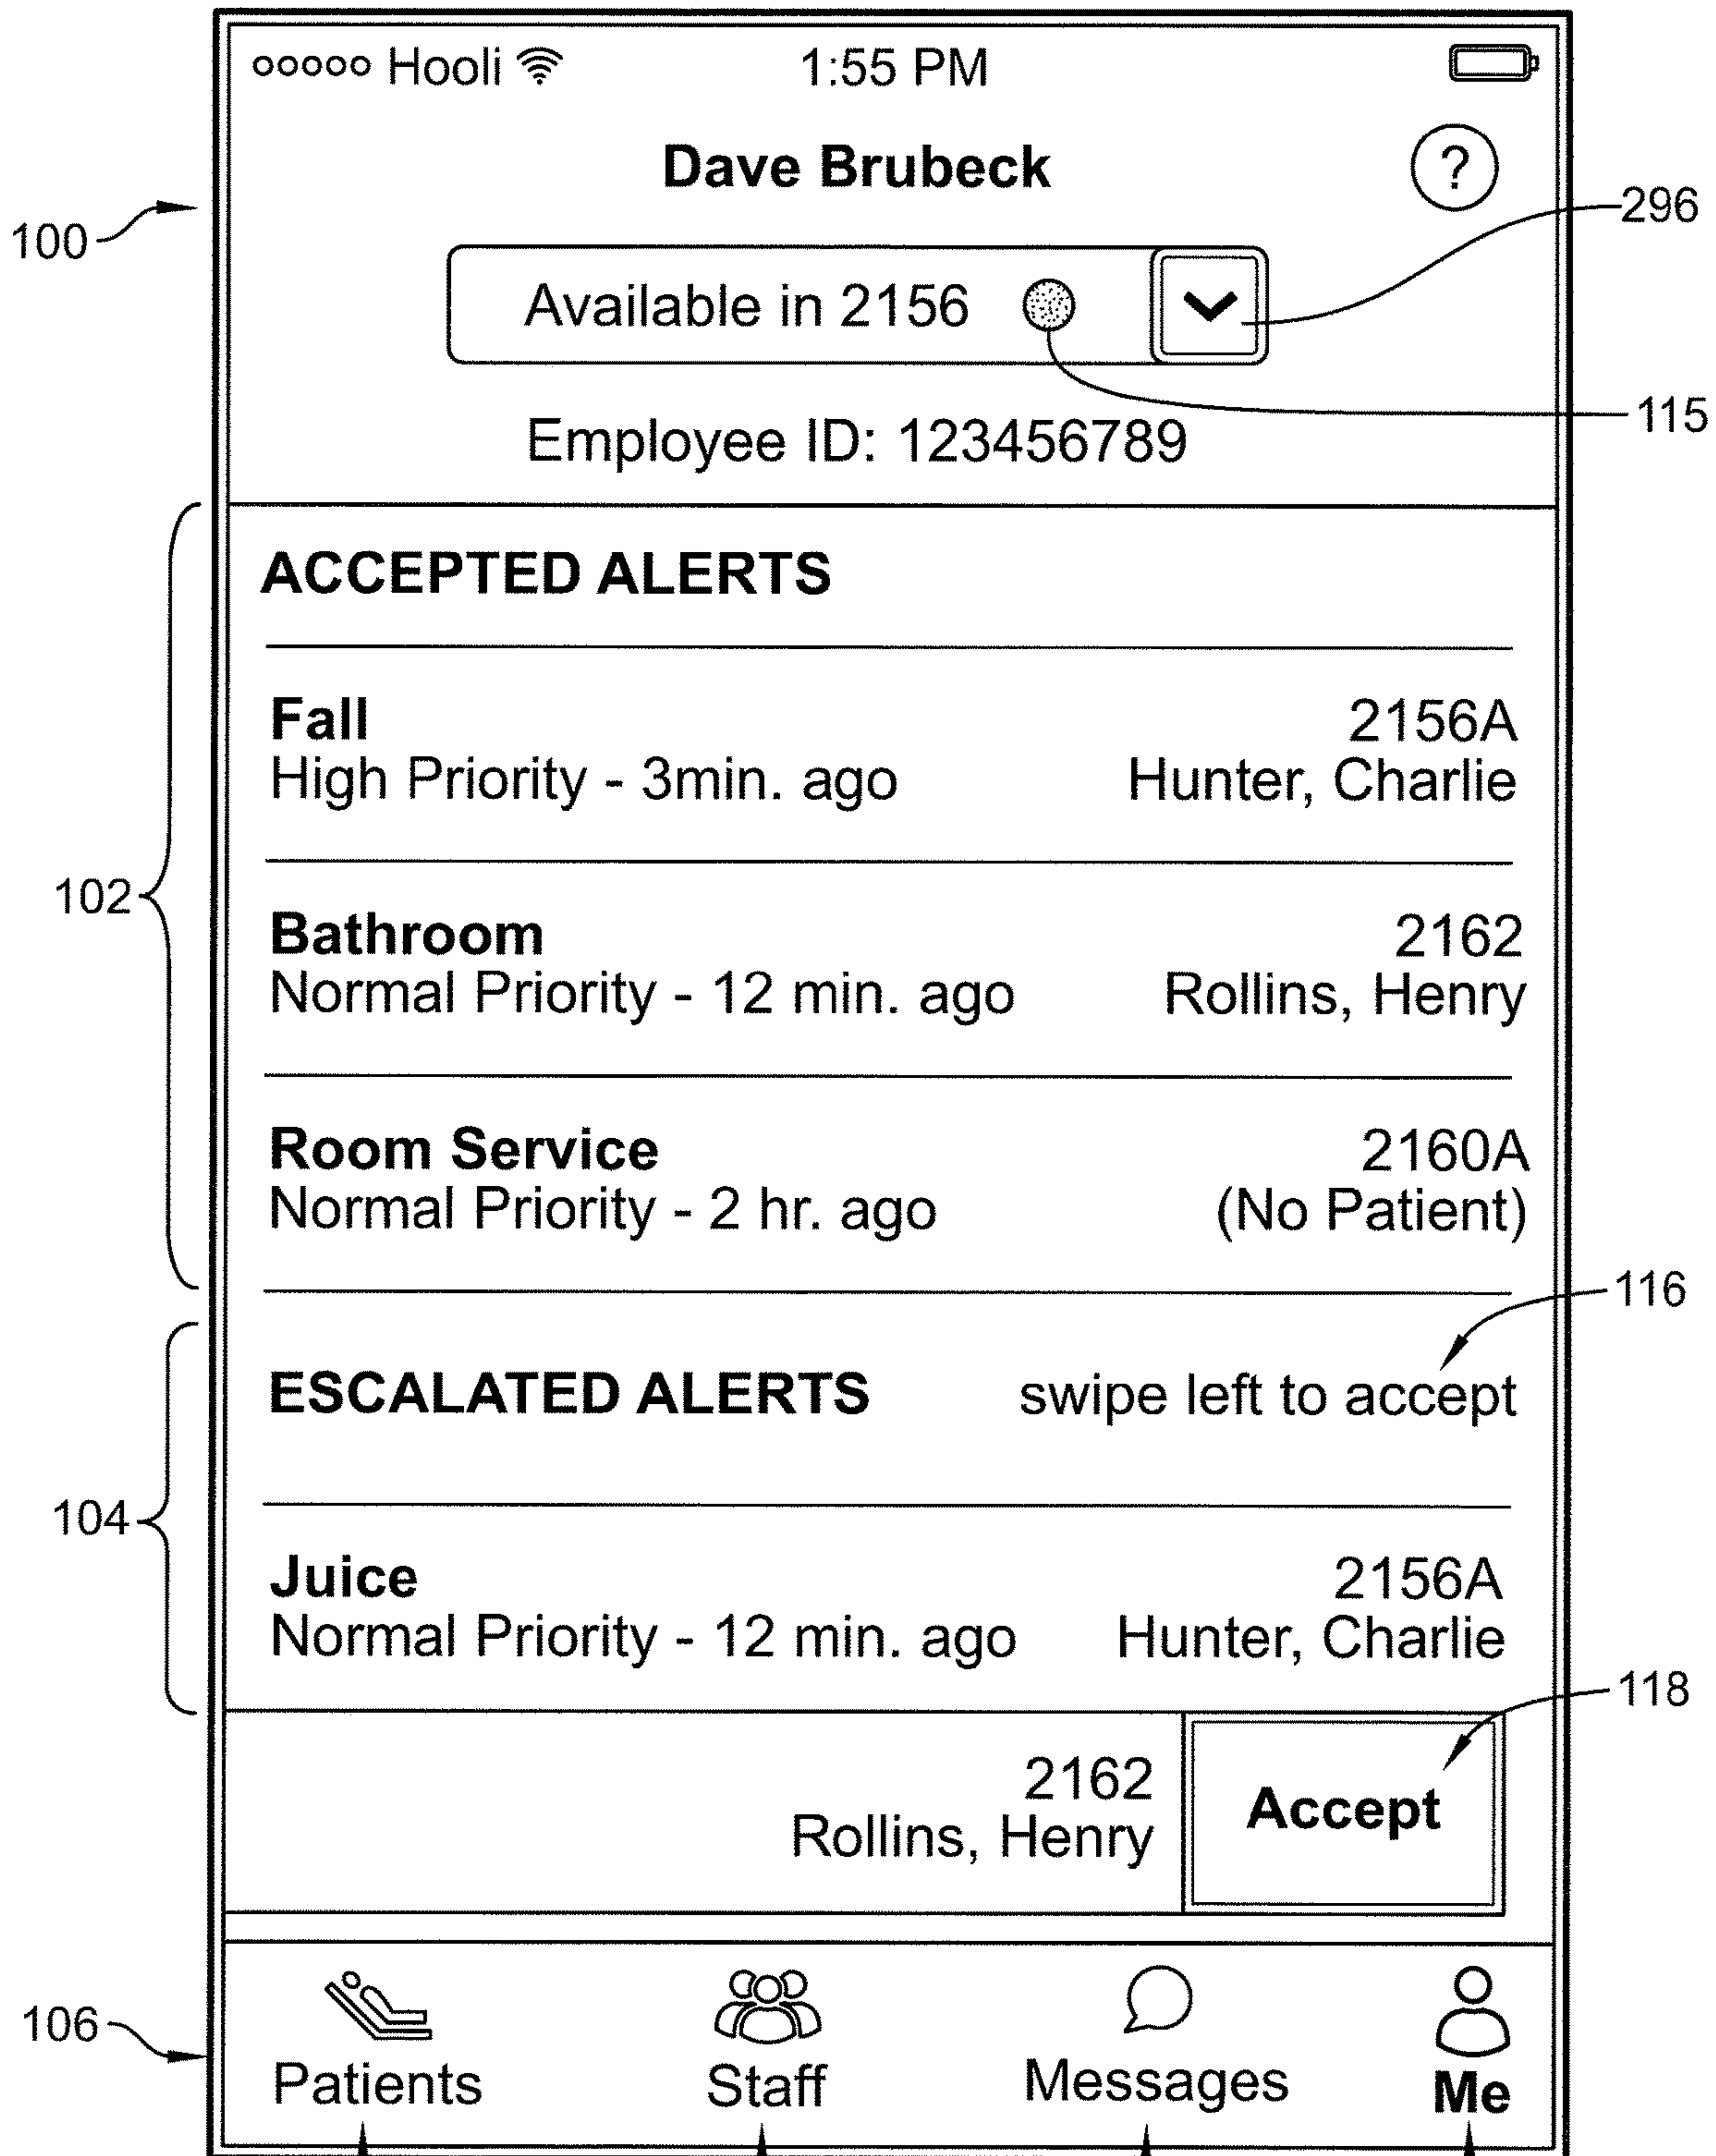 Hooli 1:55 PM
Dave Brubeck ?
100
296
Available in 2156
115
Employee ID: 123456789
ACCEPTED ALERTS
Fall 2156A
High Priority - 3min. ago Hunter, Charlie
102
Bathroom 2162
Normal Priority - 12 min. ago Rollins, Henry
Room Service 2160A
Normal Priority - 2 hr. ago (No Patient)
116
ESCALATED ALERTS swipe left to accept
104
Juice 2156A
Normal Priority - 12 min. ago Hunter, Charlie
118
2162
Rollins, Henry
Accept
106
Patients Staff Messages Me